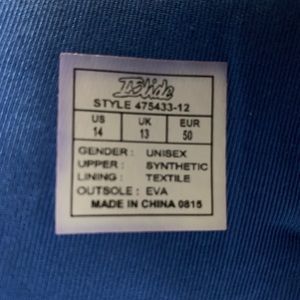 ISlide
STYLE 475433-12
US UK EUR
14 13 50
GENDER : UNISEX
UPPER : SYNTHETIC
LINING : TEXTILE
OUTSOLE : EVA
MADE IN CHINA 0815